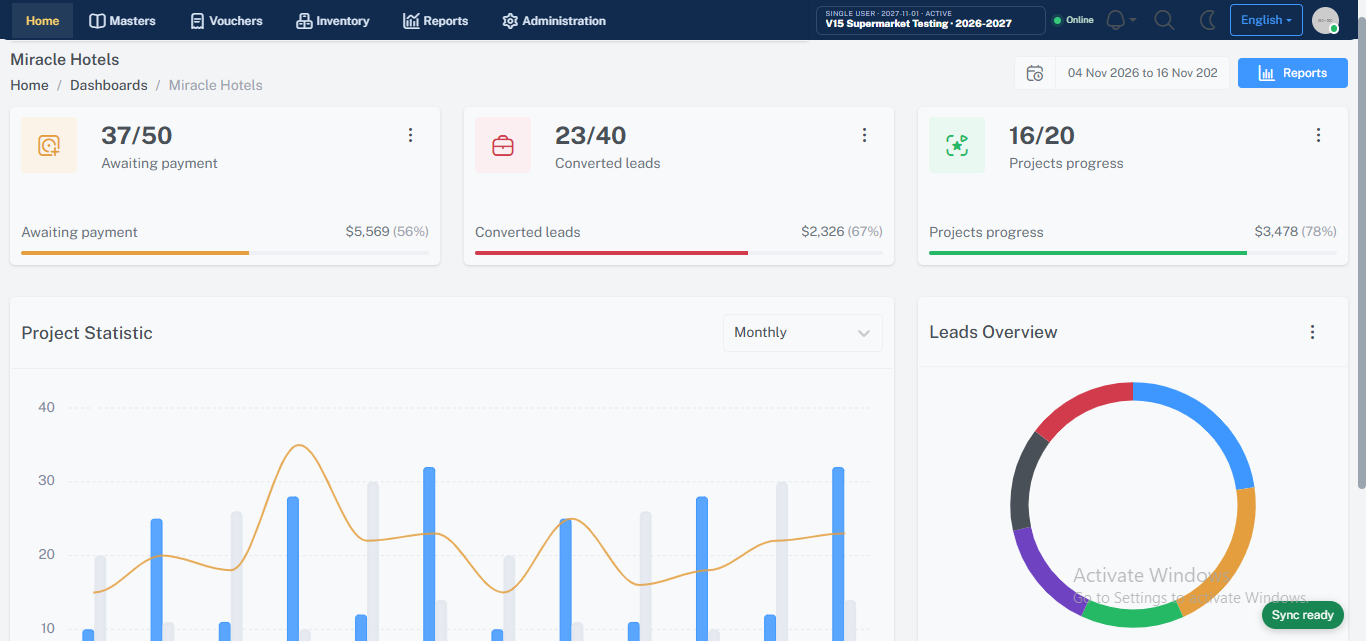 Home
Masters
Vouchers
Inventory
Reports
Administration
SINGLE USER · 2027-11-01 · ACTIVE
V15 Supermarket Testing · 2026-2027
Online
English
Miracle Hotels
Home / Dashboards / Miracle Hotels
04 Nov 2026 to 16 Nov 202
Reports
37/50
Awaiting payment
Awaiting payment
$5,569 (56%)
23/40
Converted leads
Converted leads
$2,326 (67%)
16/20
Projects progress
Projects progress
$3,478 (78%)
Project Statistic
Monthly
40
30
20
10
Leads Overview
Activate Windows
Go to Settings to activate Windows.
Sync ready